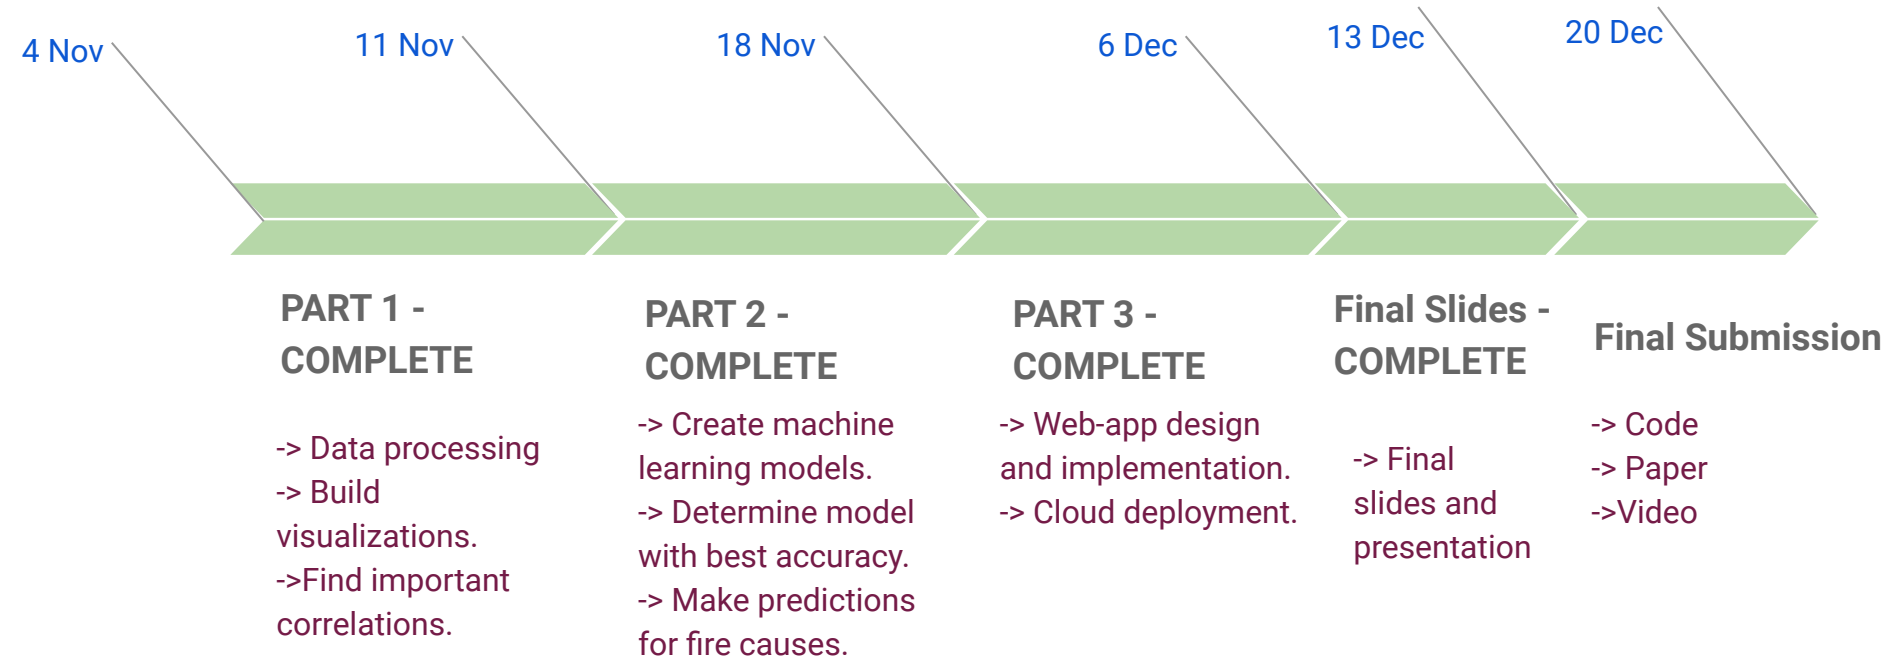 4 Nov
11 Nov
18 Nov
6 Dec
13 Dec
20 Dec
PART 1 -
COMPLETE
-> Data processing
-> Build
visualizations.
->Find important
correlations.
PART 2 -
COMPLETE
-> Create machine
learning models.
-> Determine model
with best accuracy.
-> Make predictions
for fire causes.
PART 3 -
COMPLETE
-> Web-app design
and implementation.
-> Cloud deployment.
Final Slides -
COMPLETE
-> Final
slides and
presentation
Final Submission
-> Code
-> Paper
->Video